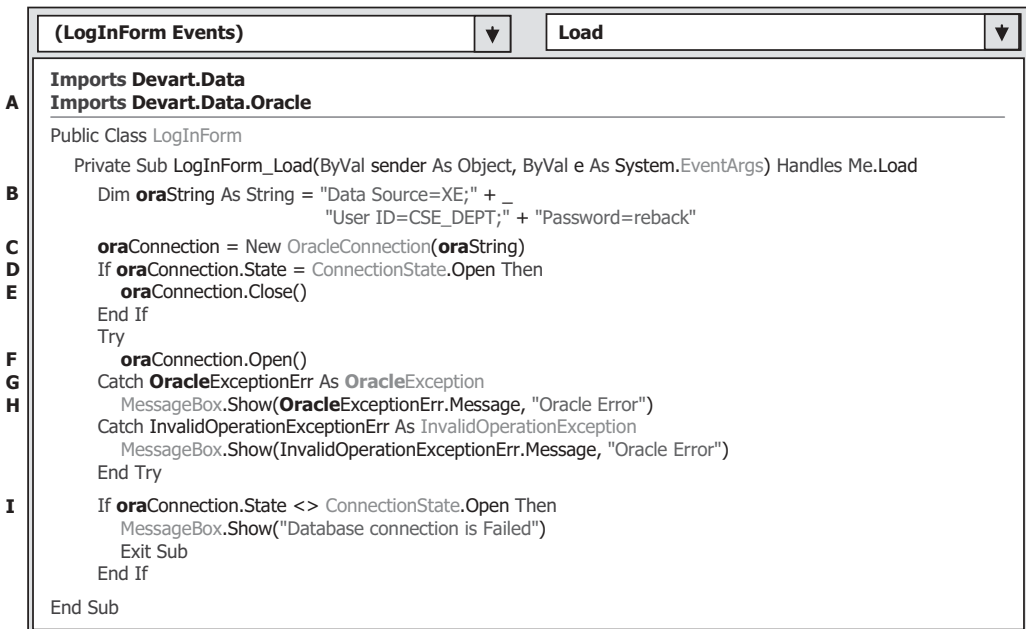 (LogInForm Events) Load
Imports Devart.Data
A Imports Devart.Data.Oracle
Public Class LogInForm
Private Sub LogInForm_Load(ByVal sender As Object, ByVal e As System.EventArgs) Handles Me.Load
B Dim oraString As String = "Data Source=XE;" + _
"User ID=CSE_DEPT;" + "Password=reback"
C oraConnection = New OracleConnection(oraString)
D If oraConnection.State = ConnectionState.Open Then
E oraConnection.Close()
End If
Try
F oraConnection.Open()
G Catch OracleExceptionErr As OracleException
H MessageBox.Show(OracleExceptionErr.Message, "Oracle Error")
Catch InvalidOperationExceptionErr As InvalidOperationException
MessageBox.Show(InvalidOperationExceptionErr.Message, "Oracle Error")
End Try
I If oraConnection.State <> ConnectionState.Open Then
MessageBox.Show("Database connection is Failed")
Exit Sub
End If
End Sub